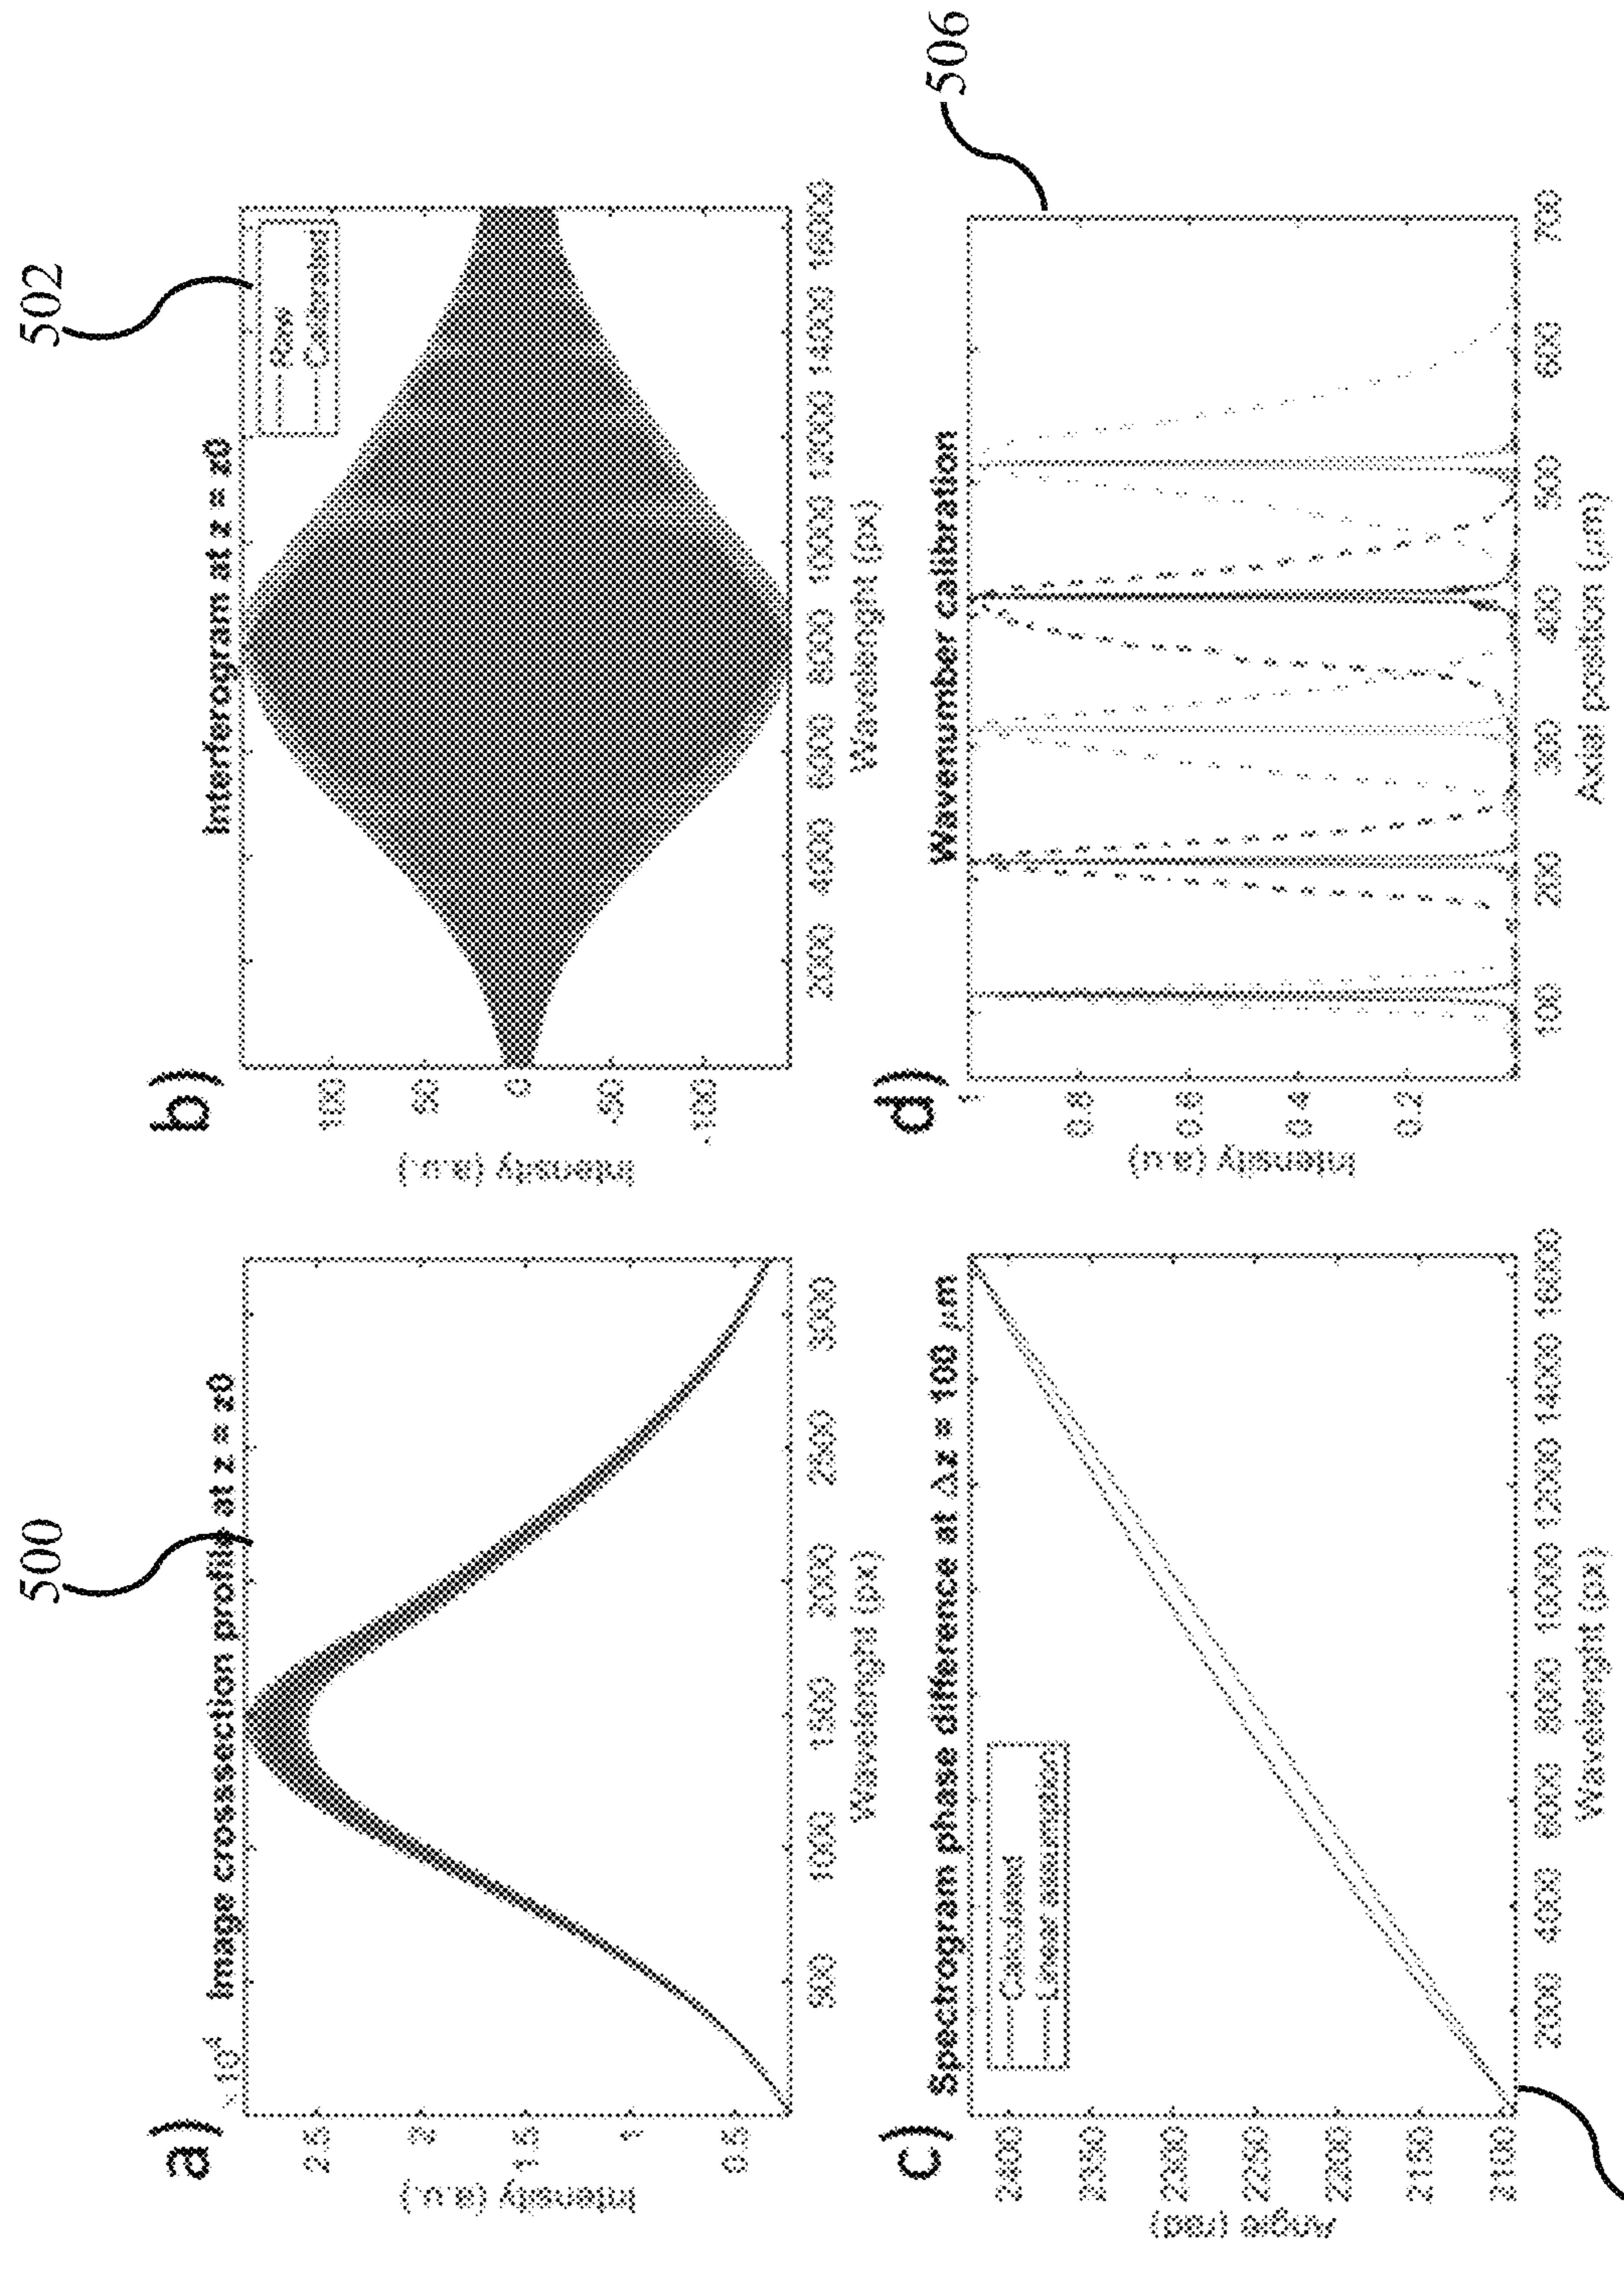 500
a)
Image crossection profile at z = z0
× 10⁴
2.5
2
1.5
1
0.5
Intensity (a.u.)
500 1000 1500 2000 2500 3000
Wavelenght (px)
502
b)
Interferogram at z = z0
Raw
Calibrated
100
50
0
-50
-100
Intensity (a.u.)
2000 4000 6000 8000 10000 12000 14000 16000
Wavelenght (px)
c)
Spectrogram phase difference at Δz = 100 μm
Calculated
Linear assumption
2400
2350
2300
2250
2200
2150
2100
Angle (rad)
2000 4000 6000 8000 10000 12000 14000 16000
Wavelenght (px)
506
d)
Wavenumber calibration
1
0.8
0.6
0.4
0.2
Intensity (a.u)
100 200 300 400 500 600 700
Axial position (μm)